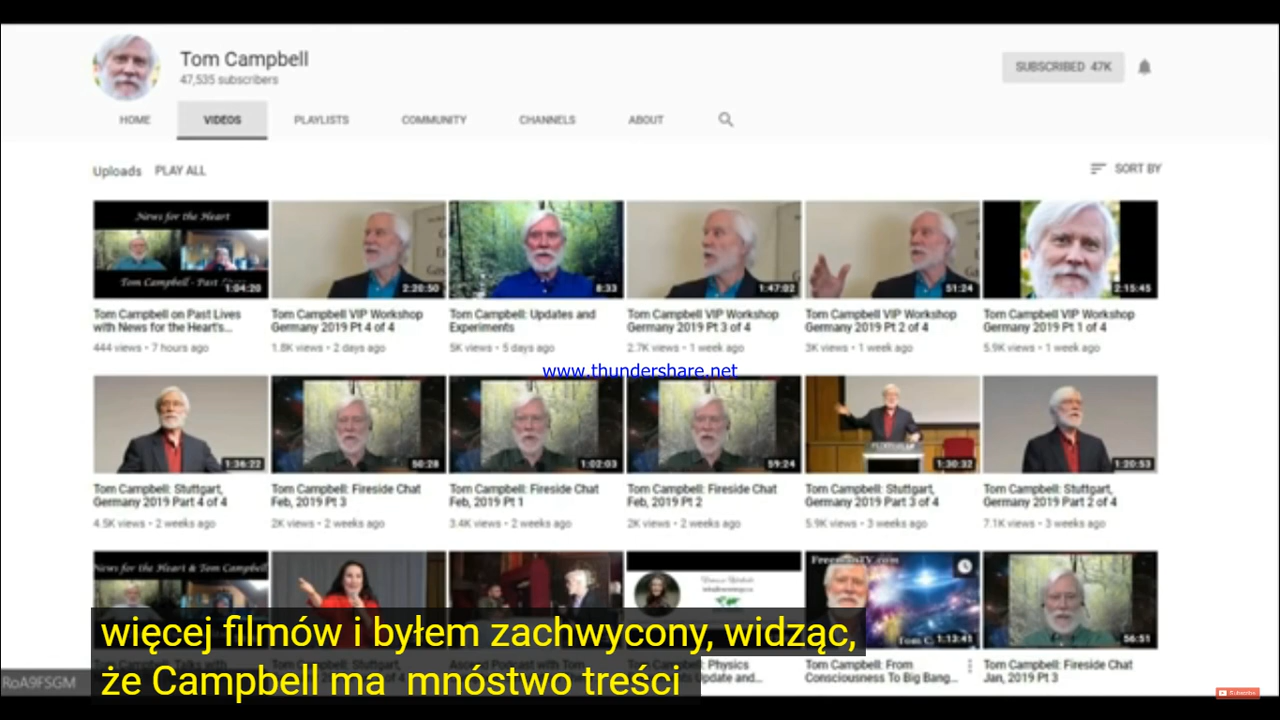 Tom Campbell
47,535 subscribers
SUBSCRIBED 47K
HOME VIDEOS PLAYLISTS COMMUNITY CHANNELS ABOUT
Uploads PLAY ALL
SORT BY
News for the Heart
Tom Campbell - Past
1:04:20 2:20:50 8:33 1:47:02 51:24 2:15:45
Tom Campbell on Past Lives
with News for the Heart's...
444 views • 7 hours ago
Tom Campbell VIP Workshop
Germany 2019 Pt 4 of 4
1.8K views • 2 days ago
Tom Campbell: Updates and
Experiments
5K views • 5 days ago
Tom Campbell VIP Workshop
Germany 2019 Pt 3 of 4
2.7K views • 1 week ago
Tom Campbell VIP Workshop
Germany 2019 Pt 2 of 4
3K views • 1 week ago
Tom Campbell VIP Workshop
Germany 2019 Pt 1 of 4
5.9K views • 1 week ago
www.thundershare.net
1:36:22 50:28 1:02:03 59:24 1:30:32 1:20:53
Tom Campbell: Stuttgart,
Germany 2019 Part 4 of 4
4.5K views • 2 weeks ago
Tom Campbell: Fireside Chat
Feb, 2019 Pt 3
2K views • 2 weeks ago
Tom Campbell: Fireside Chat
Feb, 2019 Pt 1
3.4K views • 2 weeks ago
Tom Campbell: Fireside Chat
Feb, 2019 Pt 2
2K views • 2 weeks ago
Tom Campbell: Stuttgart,
Germany 2019 Part 3 of 4
5.9K views • 3 weeks ago
Tom Campbell: Stuttgart,
Germany 2019 Part 2 of 4
7.1K views • 3 weeks ago
News for the Heart & Tom Campbell
1:13:41 56:51
Physics
Update and...
Tom Campbell: From
Consciousness To Big Bang...
Tom Campbell: Fireside Chat
Jan, 2019 Pt 3
więcej filmów i byłem zachwycony, widząc,
że Campbell ma mnóstwo treści
RoA9FSGM
Subscribe